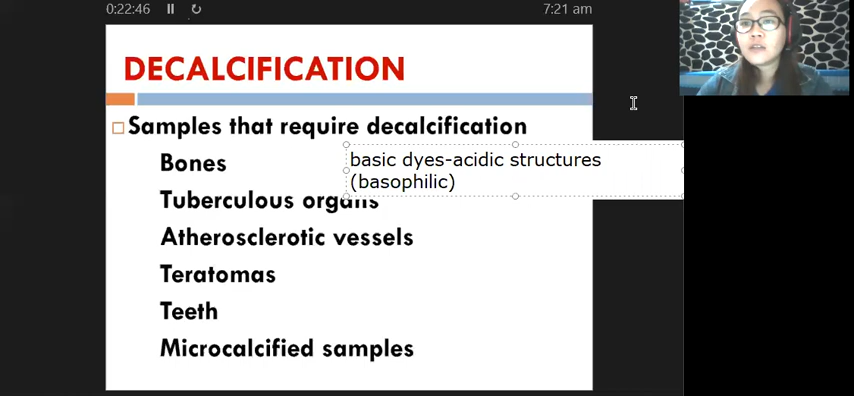 0:22:46
7:21 am
DECALCIFICATION
Samples that require decalcification
Bones
basic dyes-acidic structures
(basophilic)
Tuberculous organs
Atherosclerotic vessels
Teratomas
Teeth
Microcalcified samples